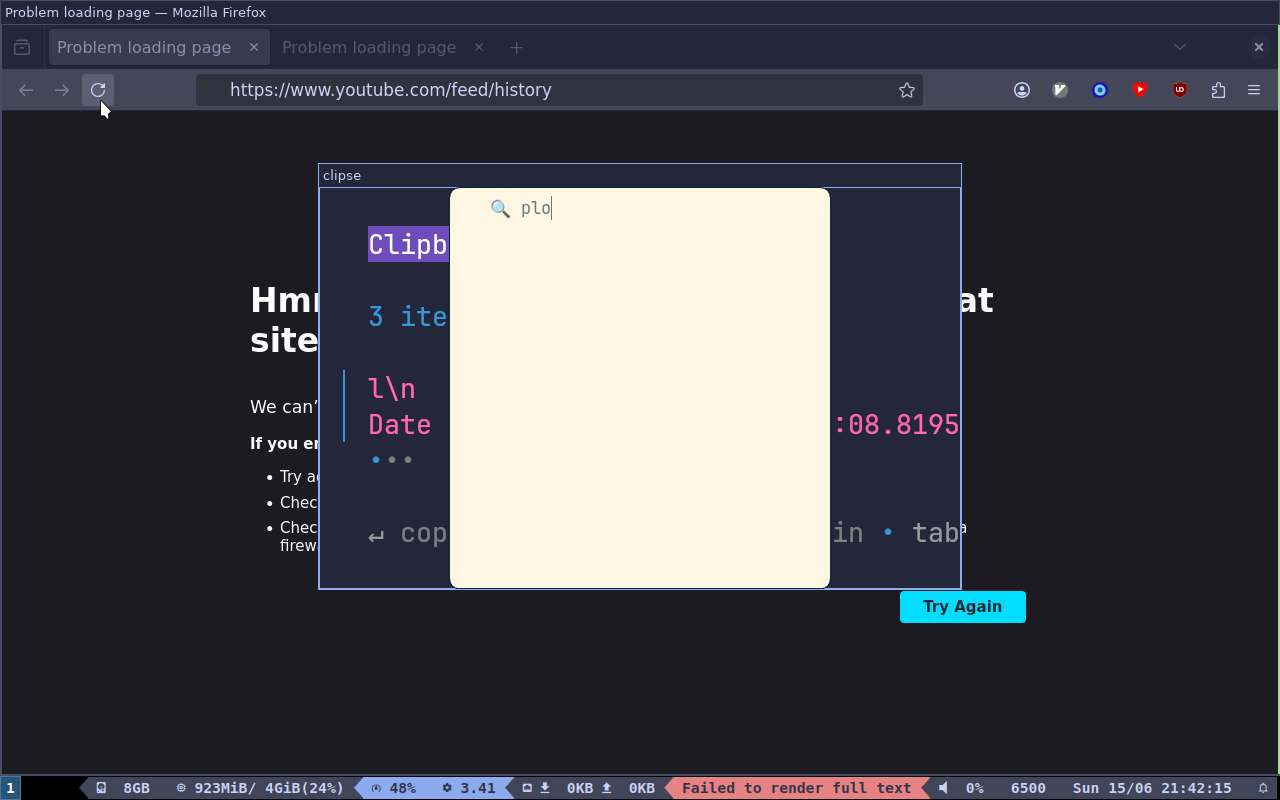 Problem loading page — Mozilla Firefox
Problem loading page
Problem loading page
https://www.youtube.com/feed/history
clipse
🔍 plo
Clipb
Hmm at
site
3 ite
l\n
We can’
Date :08.8195
If you en
• Try ad
• Chec
• Chec a
firewa
↵ cop in • tab
Try Again
1 8GB 923MiB/ 4GiB(24%) 48% 3.41 0KB 0KB Failed to render full text 0% 6500 Sun 15/06 21:42:15